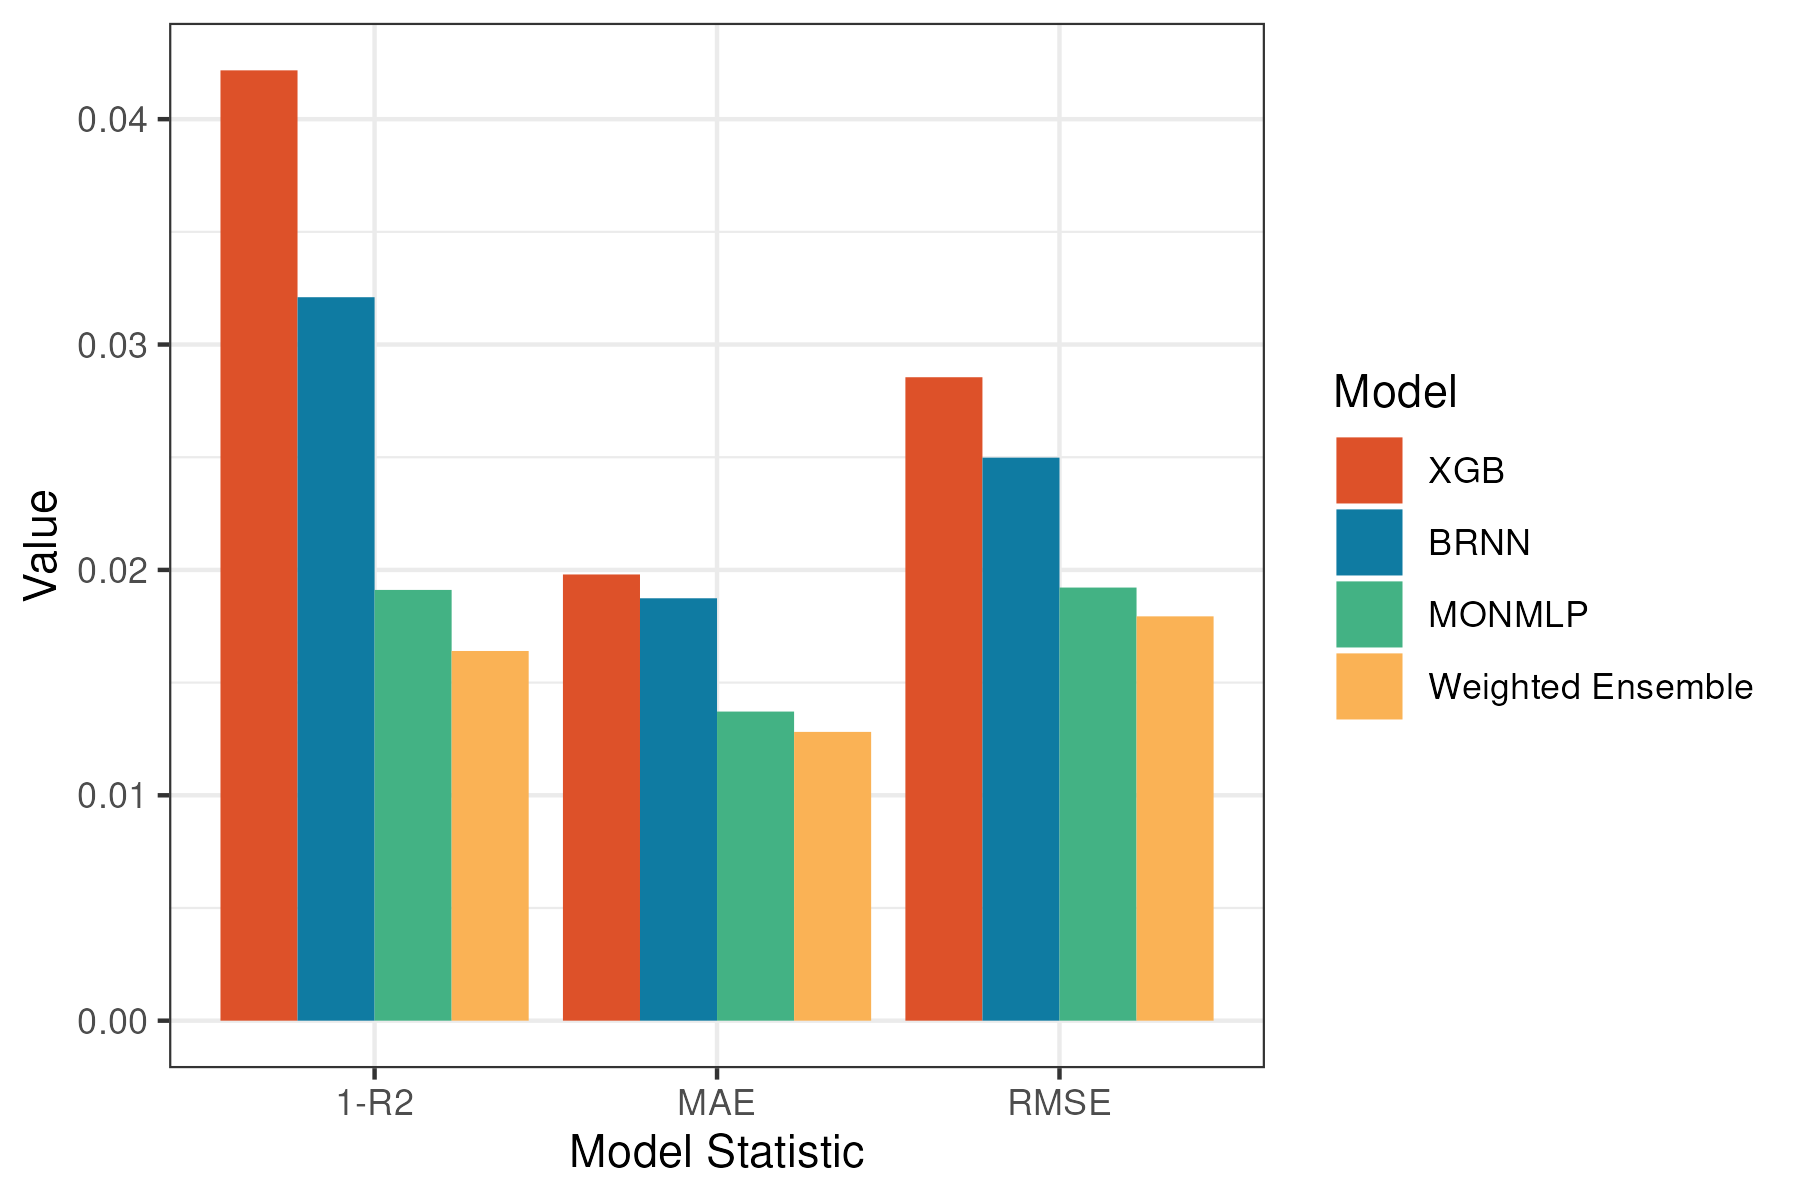 Value
0.04
0.03
0.02
0.01
0.00
1-R2
MAE
RMSE
Model Statistic
Model
XGB
BRNN
MONMLP
Weighted Ensemble